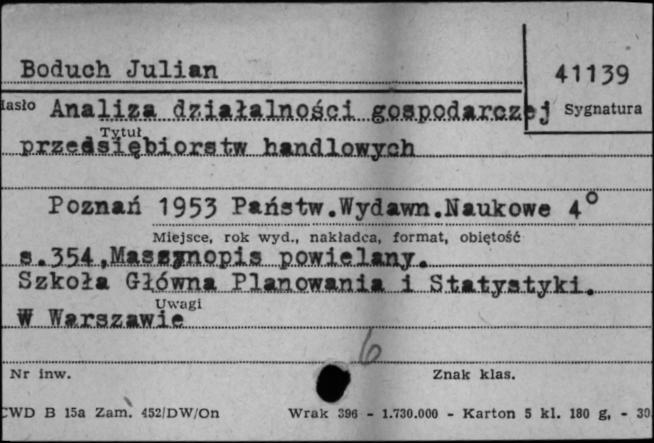 Boduch Julian
41139
Hasło Analiza działalności gospodarczej Sygnatura
Tytuł
przedsiębiorstw handlowych
Poznań 1953 Państw.Wydawn.Naukowe 4°
Miejsce, rok wyd., nakładca, format, objętość
s.354,Maszynopis powielany.
Szkoła Główna Planowania i Statystyki.
Uwagi
W Warszawie
6
Nr inw. Znak klas.
CWD B 15a Zam. 452/DW/On Wrak 396 - 1.730.000 - Karton 5 kl. 180 g, - 30